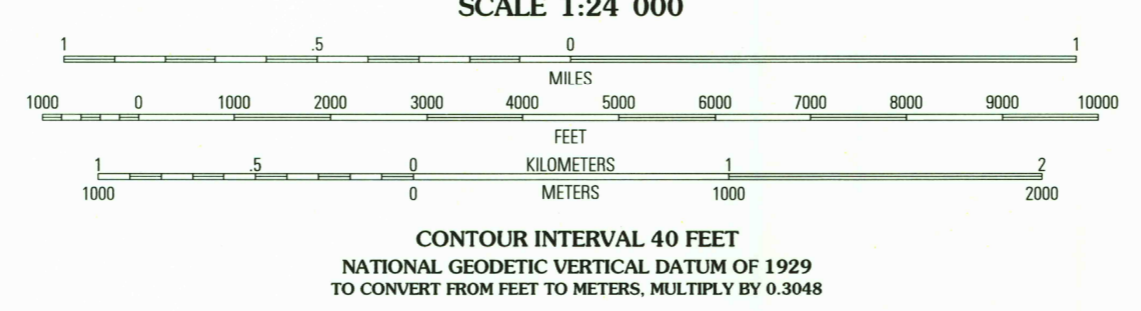 SCALE 1:24 000
1 .5 0 1
MILES
1000 0 1000 2000 3000 4000 5000 6000 7000 8000 9000 10000
FEET
1 .5 0 KILOMETERS 1 2
1000 0 METERS 1000 2000
CONTOUR INTERVAL 40 FEET
NATIONAL GEODETIC VERTICAL DATUM OF 1929
TO CONVERT FROM FEET TO METERS, MULTIPLY BY 0.3048